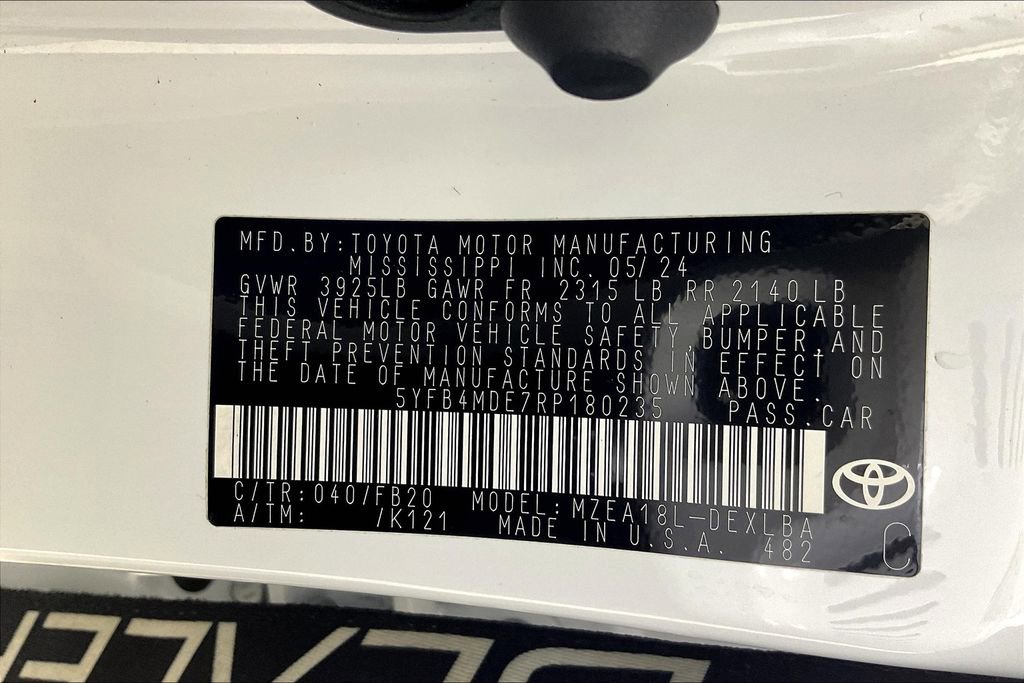 MFD.BY:TOYOTA MOTOR MANUFACTURING
MISSISSIPPI INC. 05/24
GVWR 3925LB GAWR FR 2315 LB RR 2140 LB
THIS VEHICLE CONFORMS TO ALL APPLICABLE
FEDERAL MOTOR VEHICLE SAFETY, BUMPER, AND
THEFT PREVENTION STANDARDS IN EFFECT ON
THE DATE OF MANUFACTURE SHOWN ABOVE.
5YFB4MDE7RP180235 PASS.CAR
C/TR:040/FB20 MODEL:MZEA18L-DEXLBA
A/TM: /K121 MADE IN U.S.A. 482
C